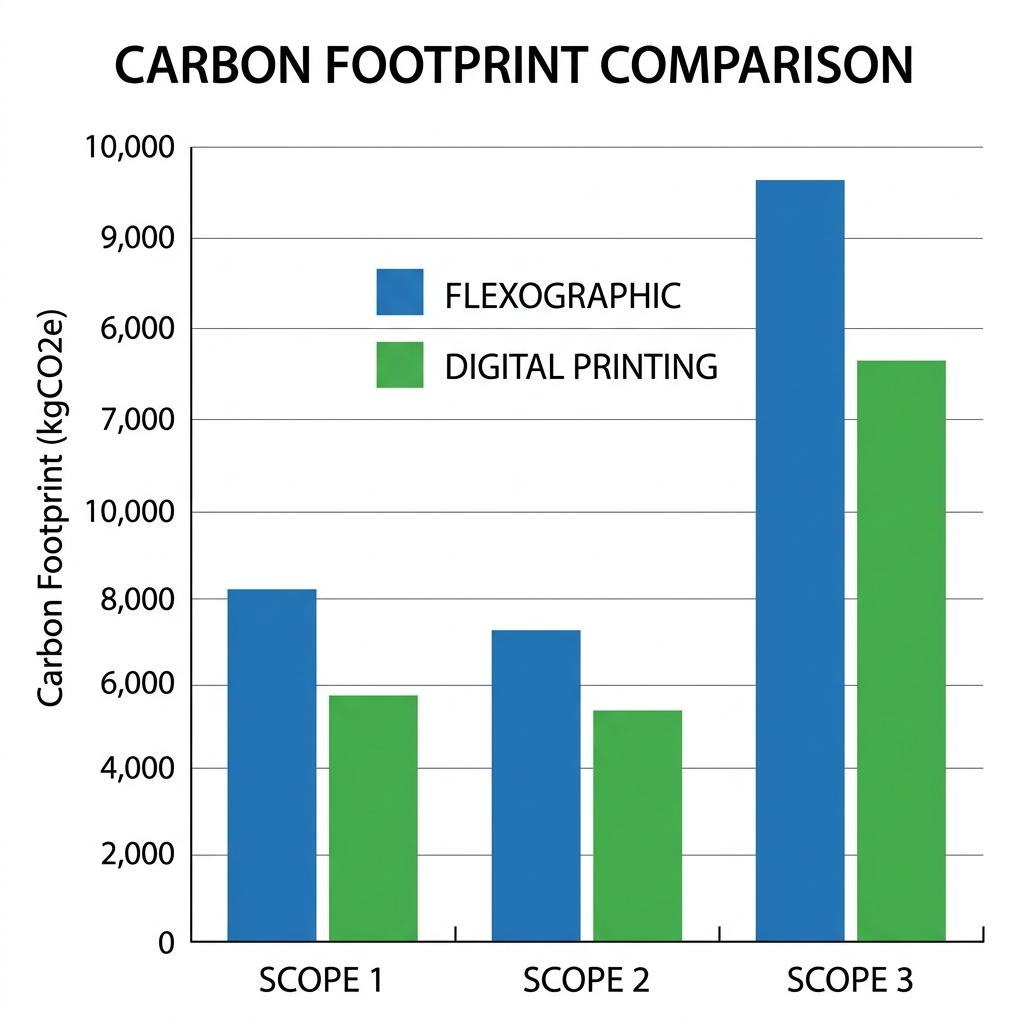 CARBON FOOTPRINT COMPARISON
Carbon Footprint (kgCO2e)
10,000
9,000
6,000
7,000
10,000
8,000
6,000
4,000
2,000
0
FLEXOGRAPHIC
DIGITAL PRINTING
SCOPE 1
SCOPE 2
SCOPE 3